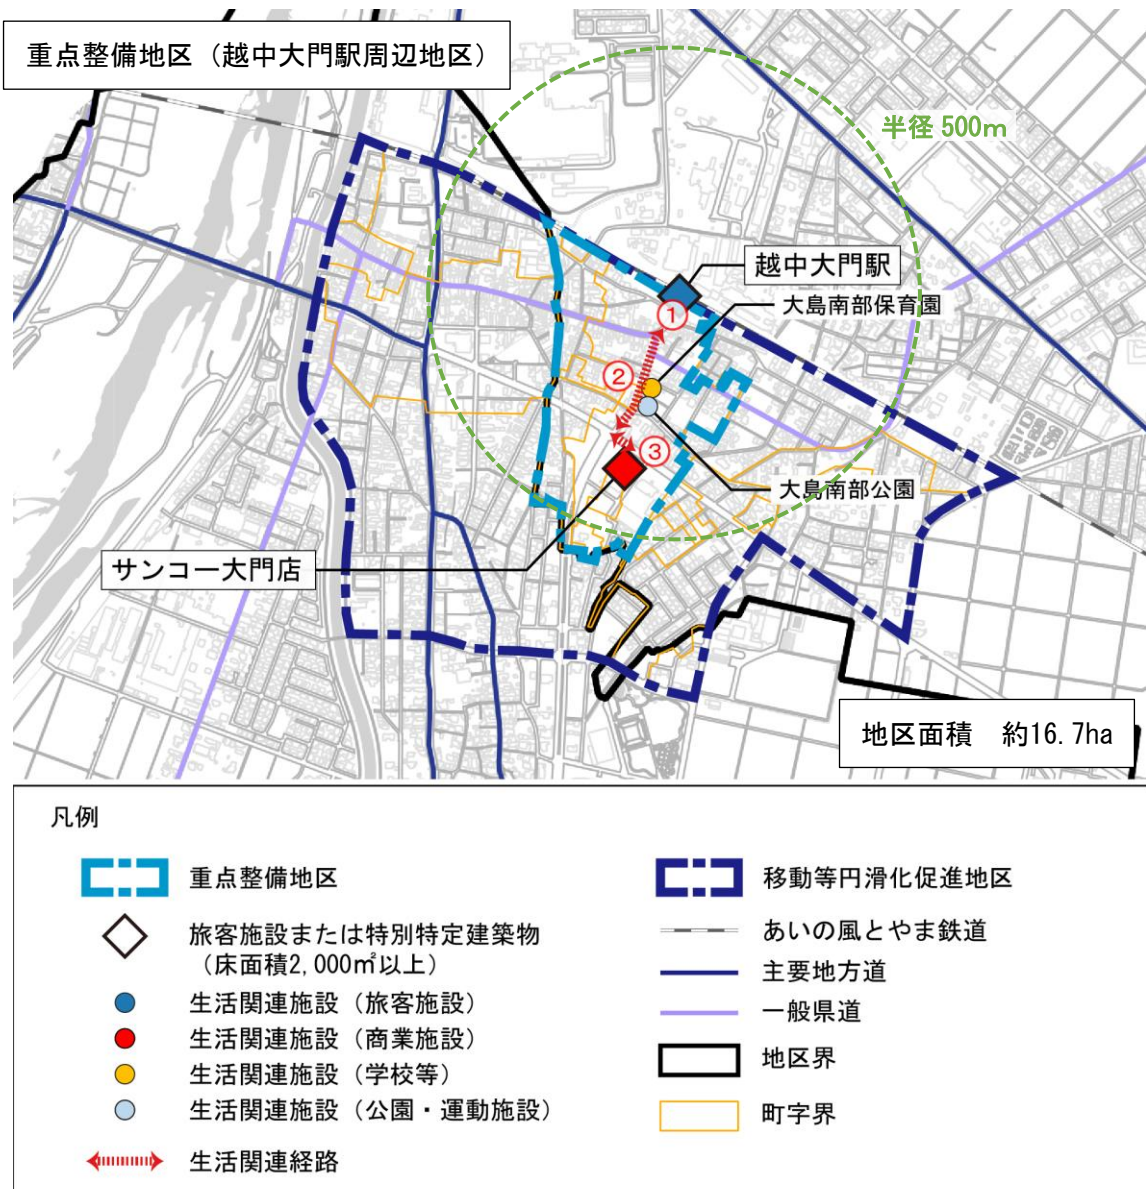 重点整備地区（越中大門駅周辺地区）
半径 500m
越中大門駅
①
大島南部保育園
②
③
大島南部公園
サンコー大門店
地区面積　約16.7ha
凡例
重点整備地区
旅客施設または特別特定建築物
（床面積2,000㎡以上）
生活関連施設（旅客施設）
生活関連施設（商業施設）
生活関連施設（学校等）
生活関連施設（公園・運動施設）
生活関連経路
移動等円滑化促進地区
あいの風とやま鉄道
主要地方道
一般県道
地区界
町字界